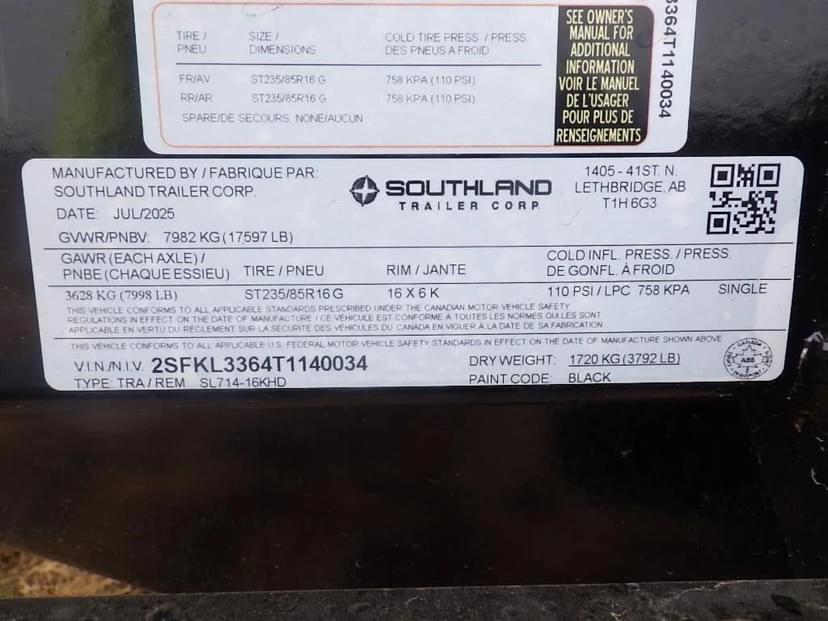 TIRE / PNEU SIZE / DIMENSIONS COLD TIRE PRESS / PRESS. DES PNEUS A FROID
FR/AV ST235/85R16 G 758 KPA (110 PSI)
RR/AR ST235/85R16 G 758 KPA (110 PSI)
SPARE/DE SECOURS NONE/AUCUN
SEE OWNER'S
MANUAL FOR
ADDITIONAL
INFORMATION
VOIR LE MANUEL
DE L'USAGER
POUR PLUS DE
RENSEIGNEMENTS
3364T1140034
MANUFACTURED BY / FABRIQUE PAR:
SOUTHLAND TRAILER CORP.
DATE: JUL/2025
SOUTHLAND
TRAILER CORP
1405 - 41ST. N.
LETHBRIDGE, AB
T1H 6G3
GVWR/PNBV: 7982 KG (17597 LB)
GAWR (EACH AXLE) /
PNBE (CHAQUE ESSIEU) TIRE / PNEU RIM / JANTE COLD INFL. PRESS. / PRESS. DE GONFL. À FROID
3628 KG (7998 LB) ST235/85R16 G 16 X 6 K 110 PSI / LPC 758 KPA SINGLE
THIS VEHICLE CONFORMS TO ALL APPLICABLE STANDARDS PRESCRIBED UNDER THE CANADIAN MOTOR VEHICLE SAFETY
REGULATIONS IN EFFECT ON THE DATE OF MANUFACTURE / CE VÉHICULE EST CONFORME À TOUTES LES NORMES QUI LUI SONT
APPLICABLE EN VERTU DU RÈGLEMENT SUR LA SÉCURITÉ DES VÉHICULES DU CANADA EN VIGUER À LA DATE DE SA FABRICATION
THIS VEHICLE CONFORMS TO ALL APPLICABLE U.S. FEDERAL MOTOR VEHICLE SAFETY STANDARDS IN EFFECT ON THE DATE OF MANUFACTURE SHOWN ABOVE
V.I.N./N.I.V. 2SFKL3364T1140034 DRY WEIGHT: 1720 KG (3792 LB)
TYPE: TRA / REM SL714-16KHD PAINT CODE: BLACK